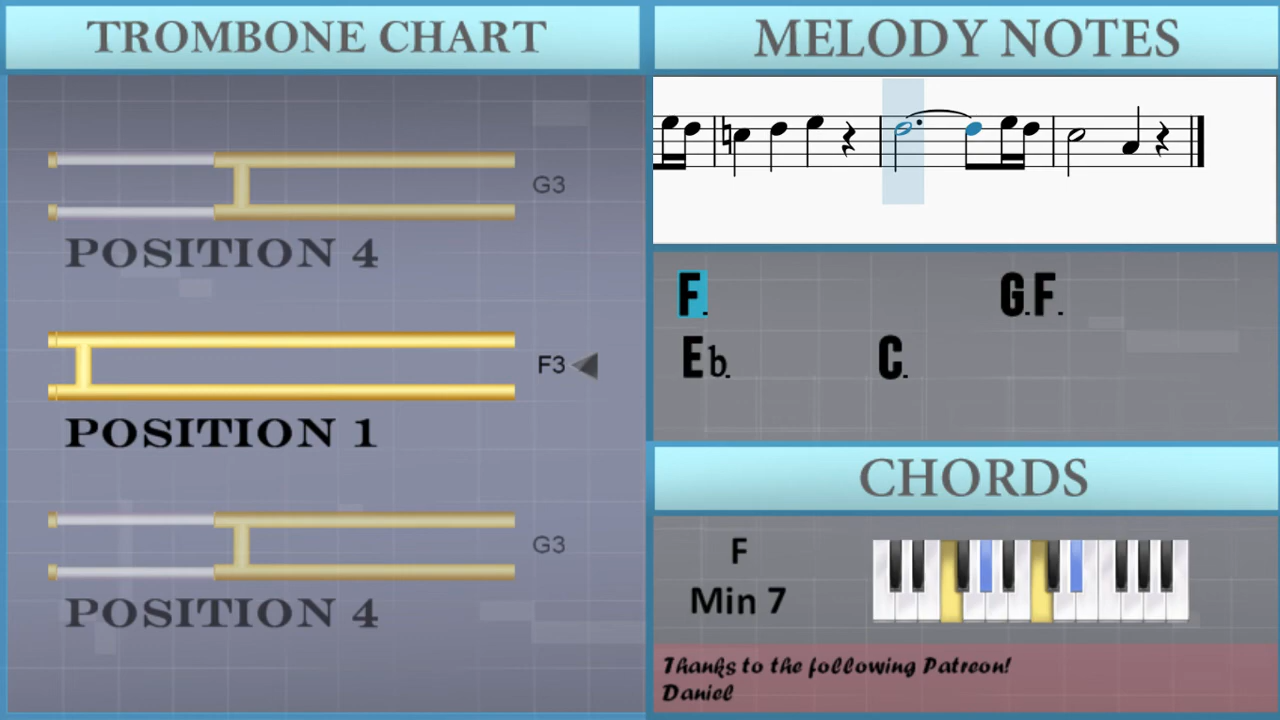 TROMBONE CHART
G3
POSITION 4
F3
POSITION 1
G3
POSITION 4
MELODY NOTES
F. G.F.
Eb. C.
CHORDS
F
Min 7
Thanks to the following Patreon!
Daniel